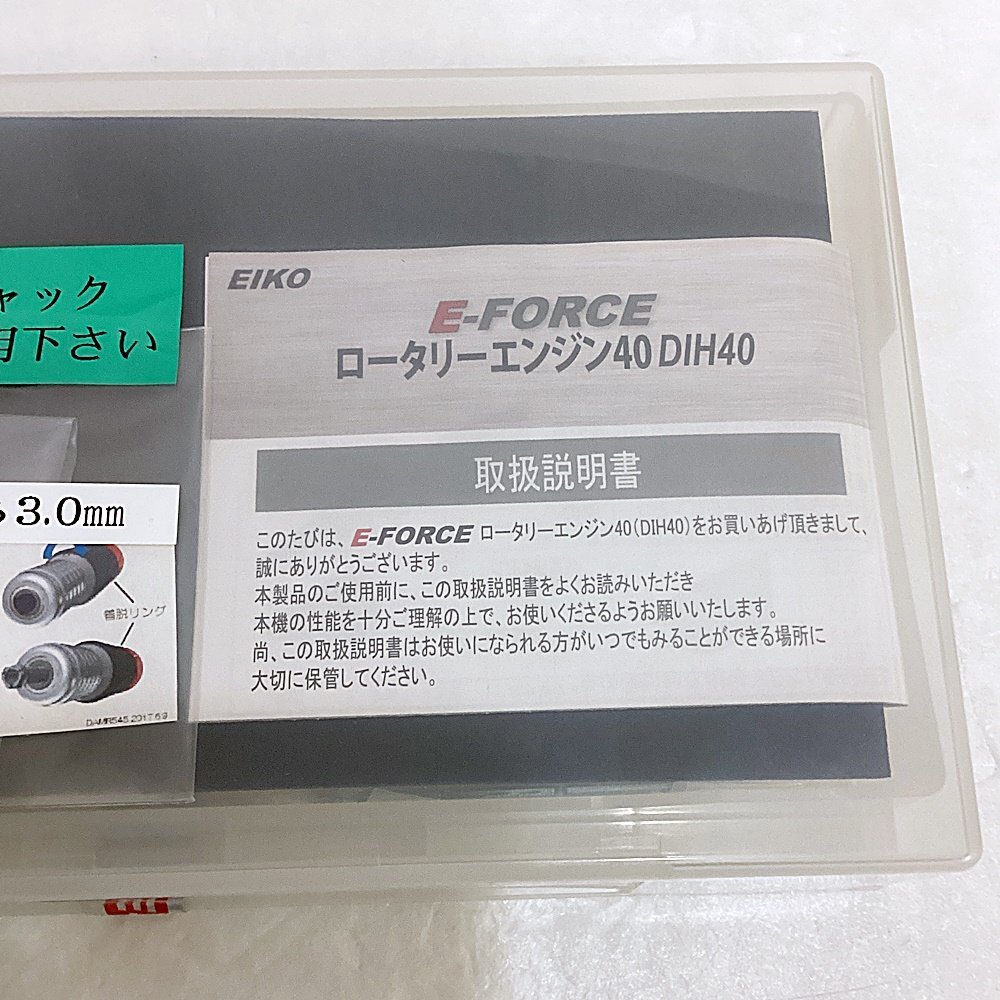 ャック
用下さい
3.0mm
着脱リング
DAMR545.2017.6.9
EIKO
E-FORCE
ロータリーエンジン40 DIH40
取扱説明書
このたびは、E-FORCE ロータリーエンジン40(DIH40)をお買いあげ頂きまして、
誠にありがとうございます。
本製品のご使用前に、この取扱説明書をよくお読みいただき
本機の性能を十分ご理解の上で、お使いくださるようお願いいたします。
尚、この取扱説明書はお使いになられる方がいつでもみることができる場所に
大切に保管してください。